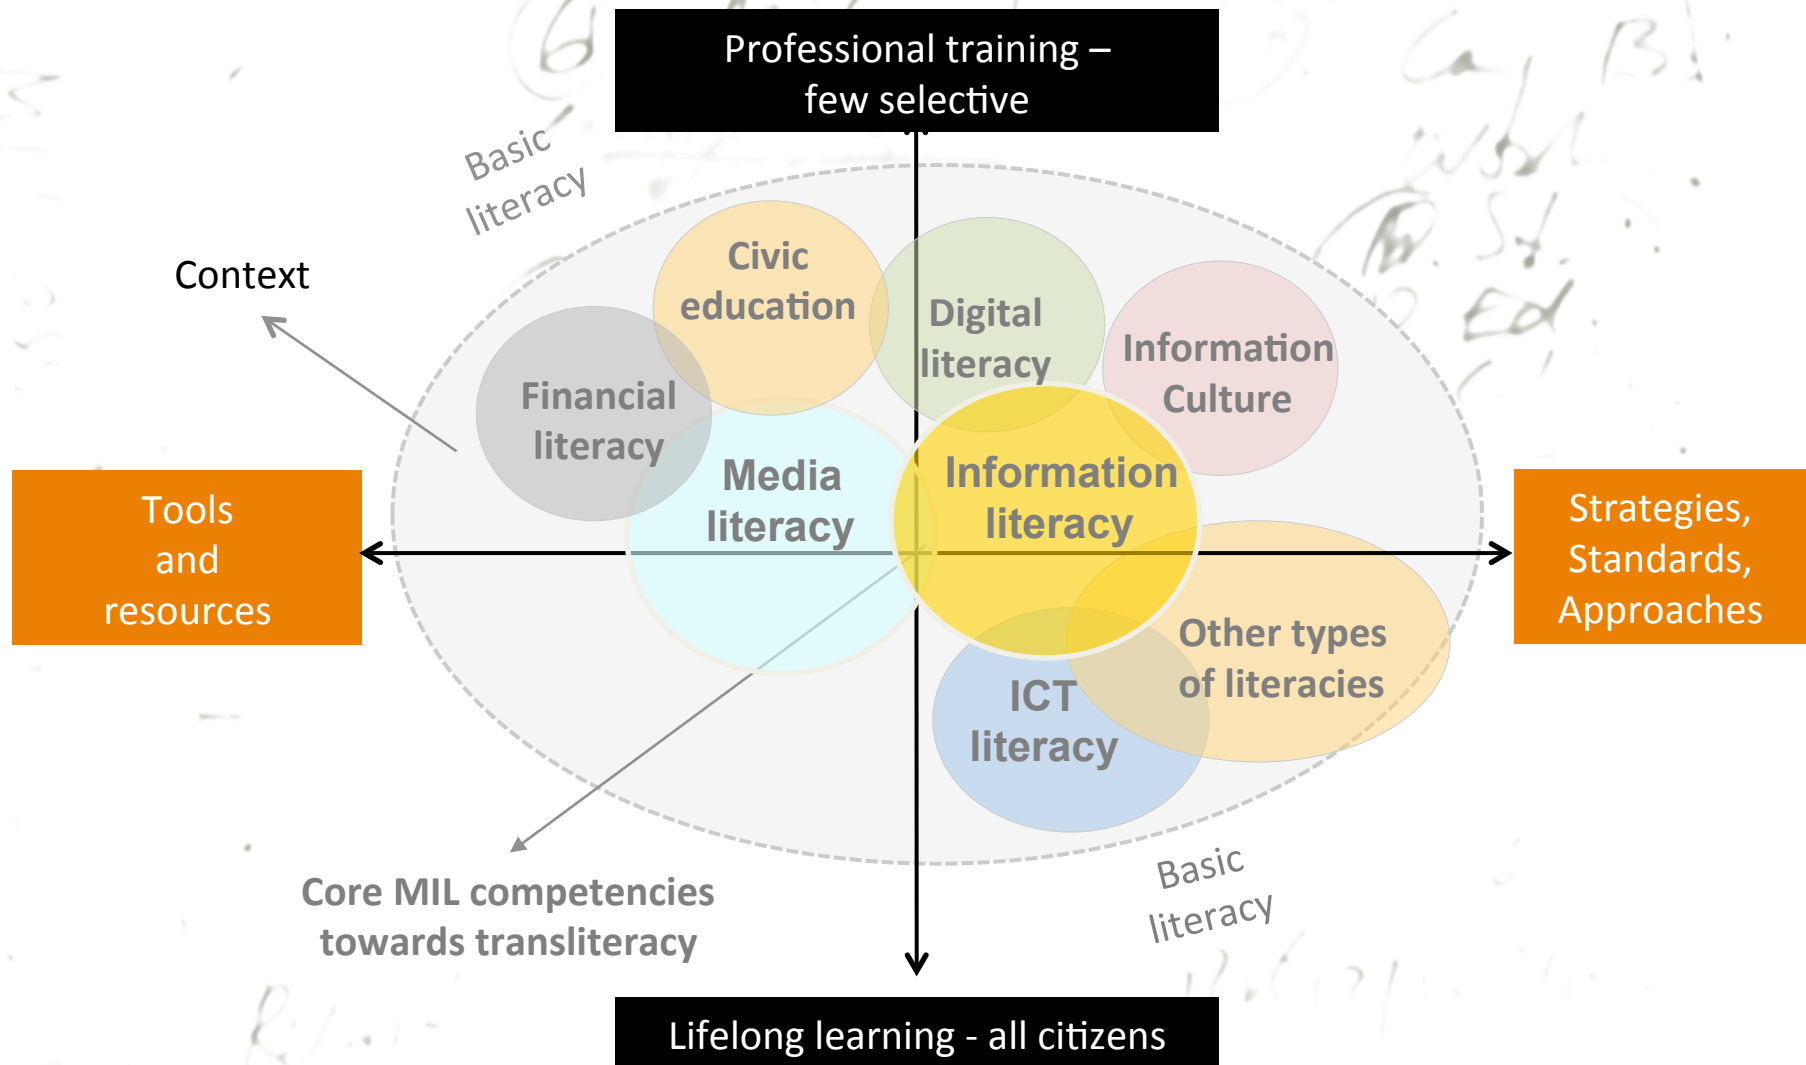 Professional training –
few selective
Basic
literacy
Context
Civic
education
Digital
literacy
Information
Culture
Financial
literacy
Media
literacy
Information
literacy
Tools
and
resources
Strategies,
Standards,
Approaches
Other types
of literacies
ICT
literacy
Core MIL competencies
towards transliteracy
Basic
literacy
Lifelong learning - all citizens